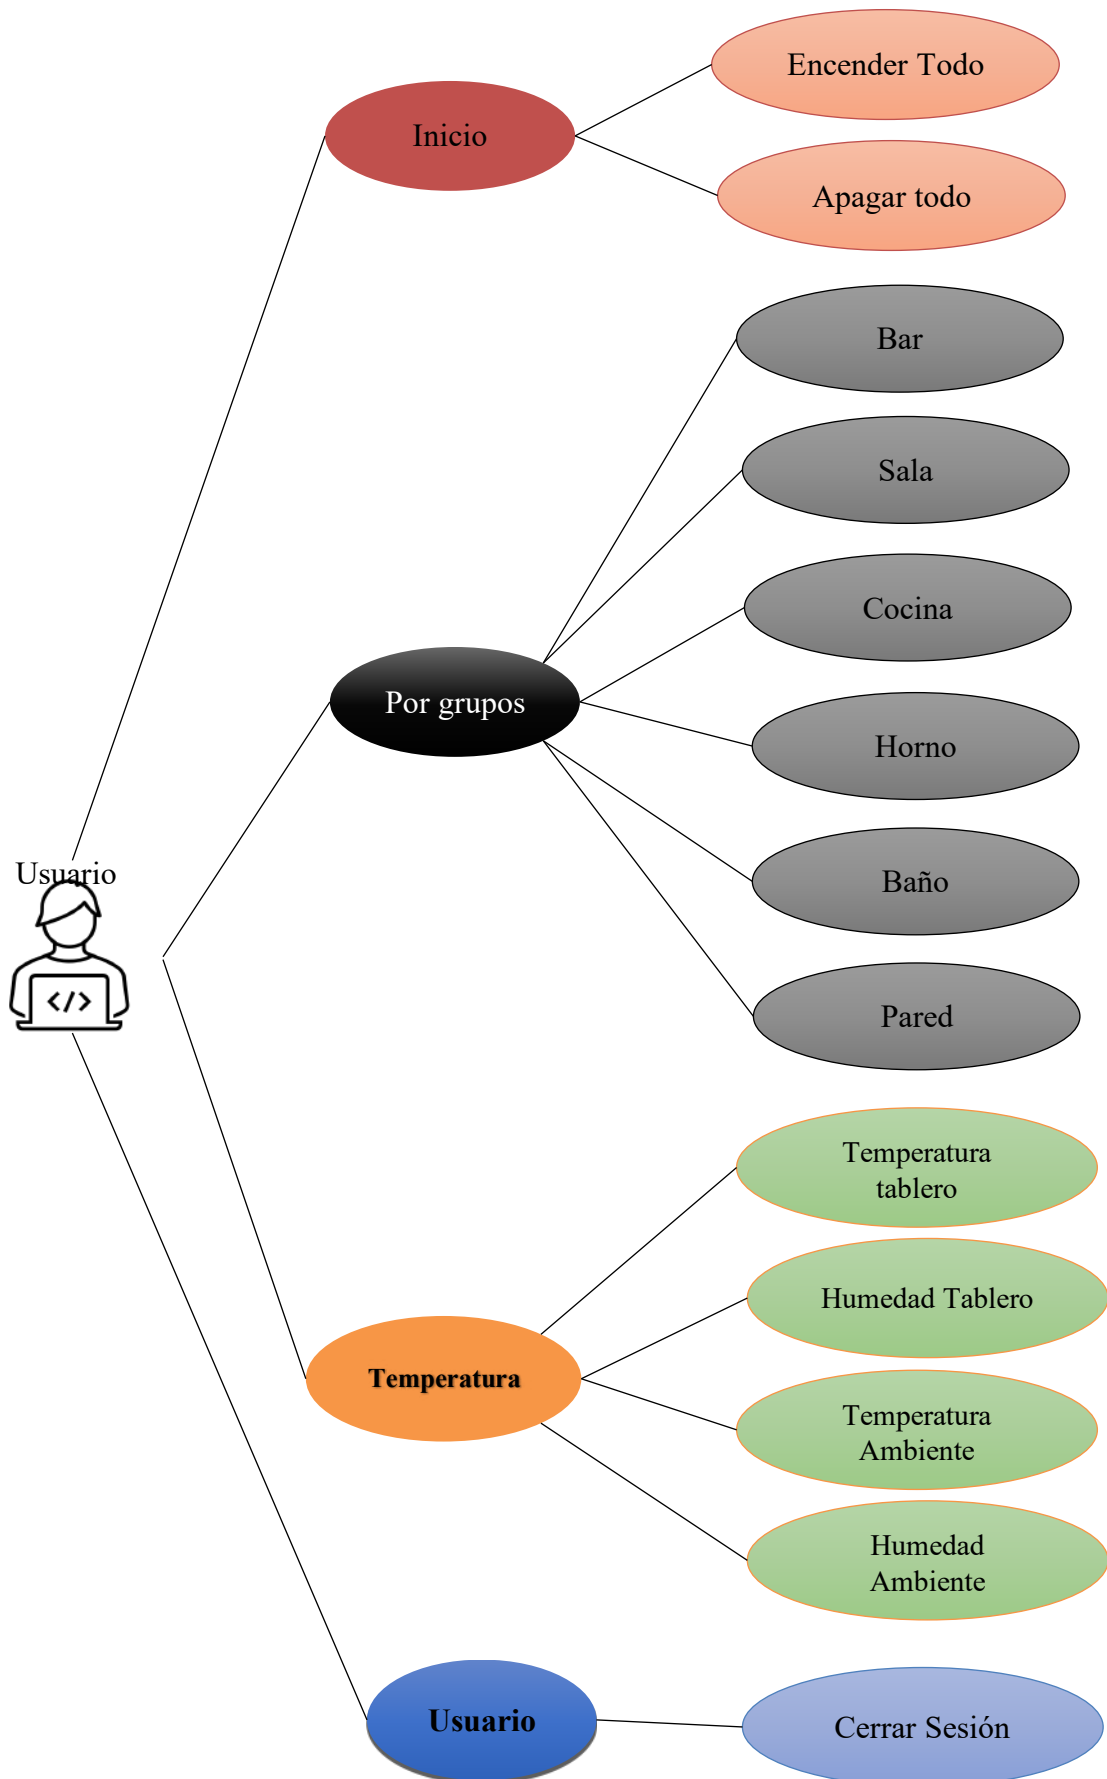 Encender Todo
Inicio
Apagar todo
Bar
Sala
Cocina
Por grupos
Horno
Usuario
Baño
</>
Pared
Temperatura
tablero
Humedad Tablero
Temperatura
Temperatura
Ambiente
Humedad
Ambiente
Usuario
Cerrar Sesión